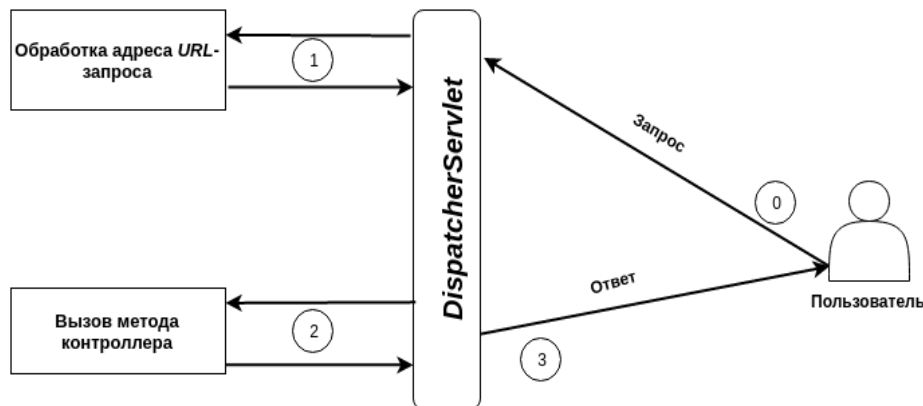 Обработка адреса URL-
запроса
1
DispatcherServlet
Запрос
0
Пользователь
Вызов метода
контроллера
2
Ответ
3